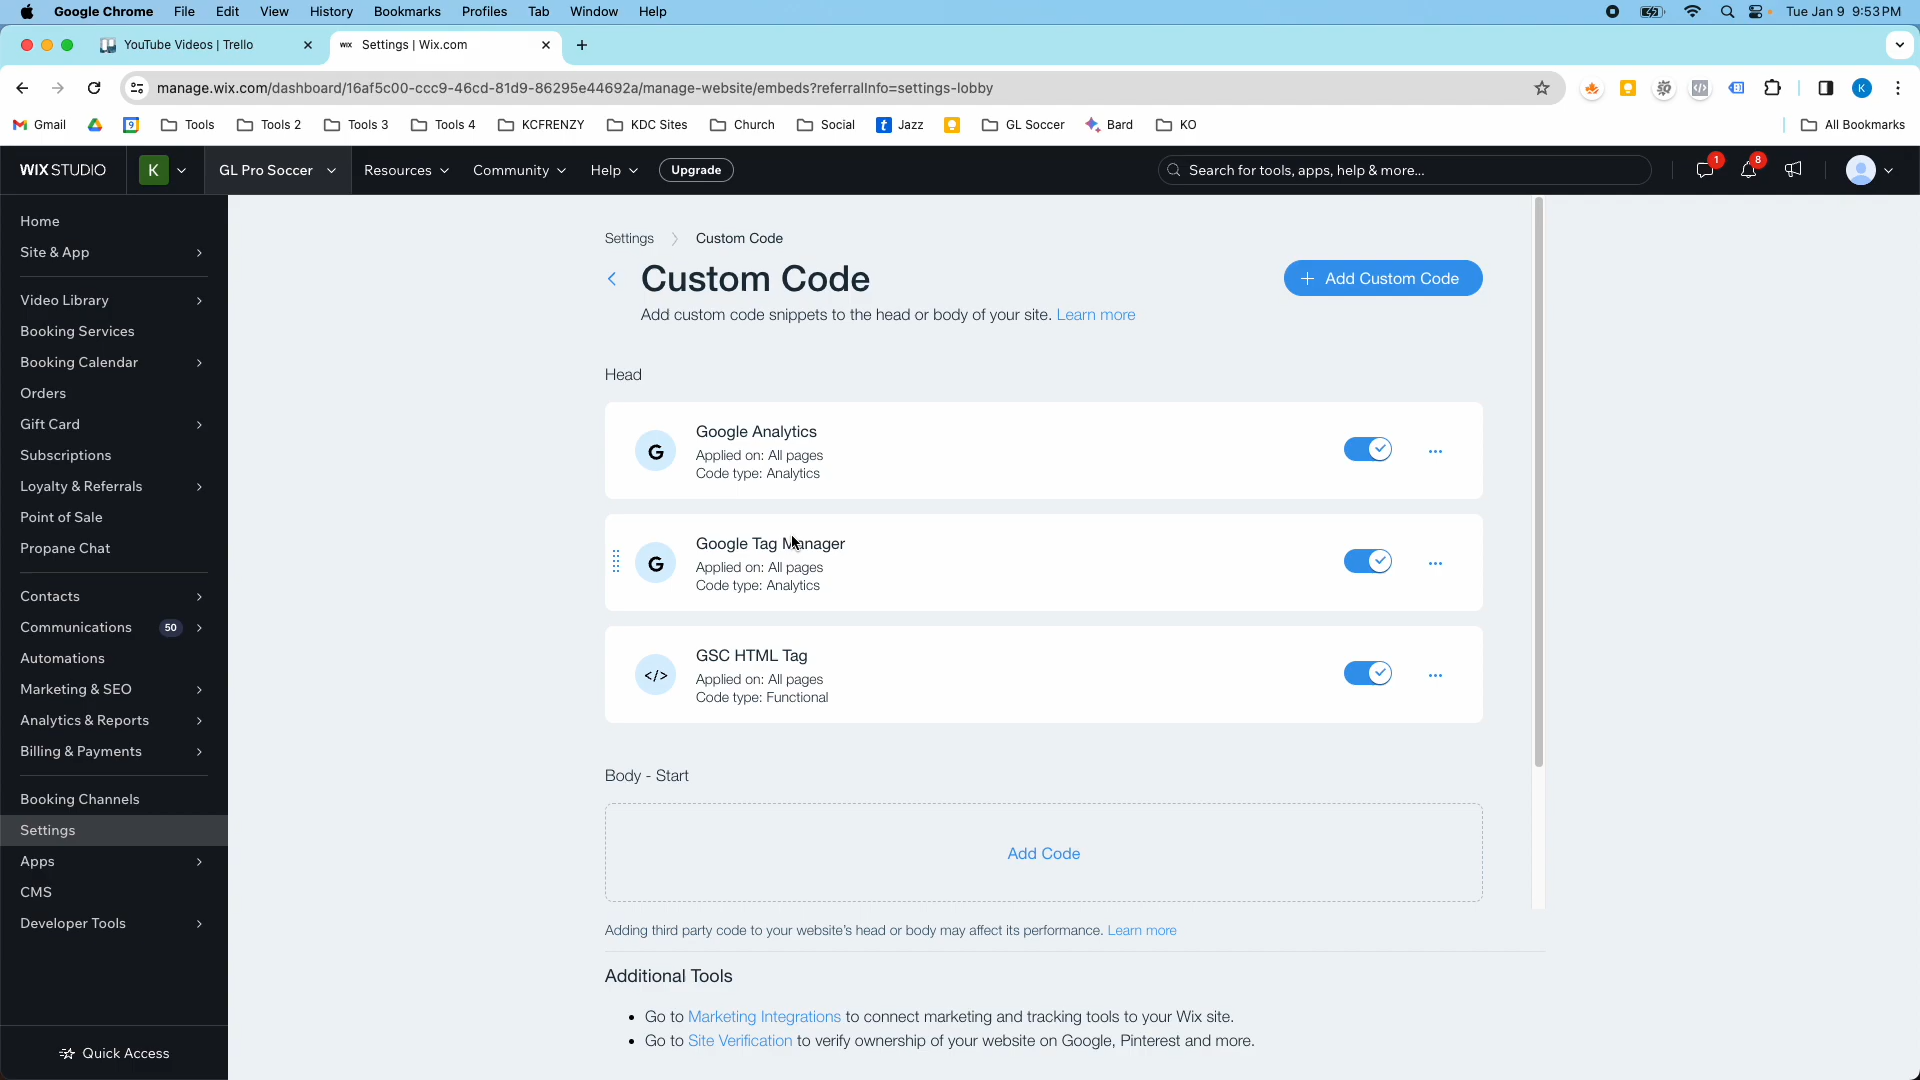 Google Chrome File Edit View History Bookmarks Profiles Tab Window Help Tue Jan 9 9:53 PM
YouTube Videos | Trello WIX Settings | Wix.com
manage.wix.com/dashboard/16af5c00-ccc9-46cd-81d9-86295e44692a/manage-website/embeds?referralInfo=settings-lobby K
Gmail Tools Tools 2 Tools 3 Tools 4 KCFRENZY KDC Sites Church Social t Jazz GL Soccer Bard KO All Bookmarks
WIX STUDIO K GL Pro Soccer Resources Community Help Upgrade Search for tools, apps, help & more... 1 8
Home
Site & App
Video Library
Booking Services
Booking Calendar
Orders
Gift Card
Subscriptions
Loyalty & Referrals
Point of Sale
Propane Chat
Contacts
Communications 50
Automations
Marketing & SEO
Analytics & Reports
Billing & Payments
Booking Channels
Settings
Apps
CMS
Developer Tools
Quick Access
Settings Custom Code
Custom Code
+ Add Custom Code
Add custom code snippets to the head or body of your site. Learn more
Head
G
Google Analytics
Applied on: All pages
Code type: Analytics
G
Google Tag Manager
Applied on: All pages
Code type: Analytics
</>
GSC HTML Tag
Applied on: All pages
Code type: Functional
Body - Start
Add Code
Adding third party code to your website's head or body may affect its performance. Learn more
Additional Tools
• Go to Marketing Integrations to connect marketing and tracking tools to your Wix site.
• Go to Site Verification to verify ownership of your website on Google, Pinterest and more.